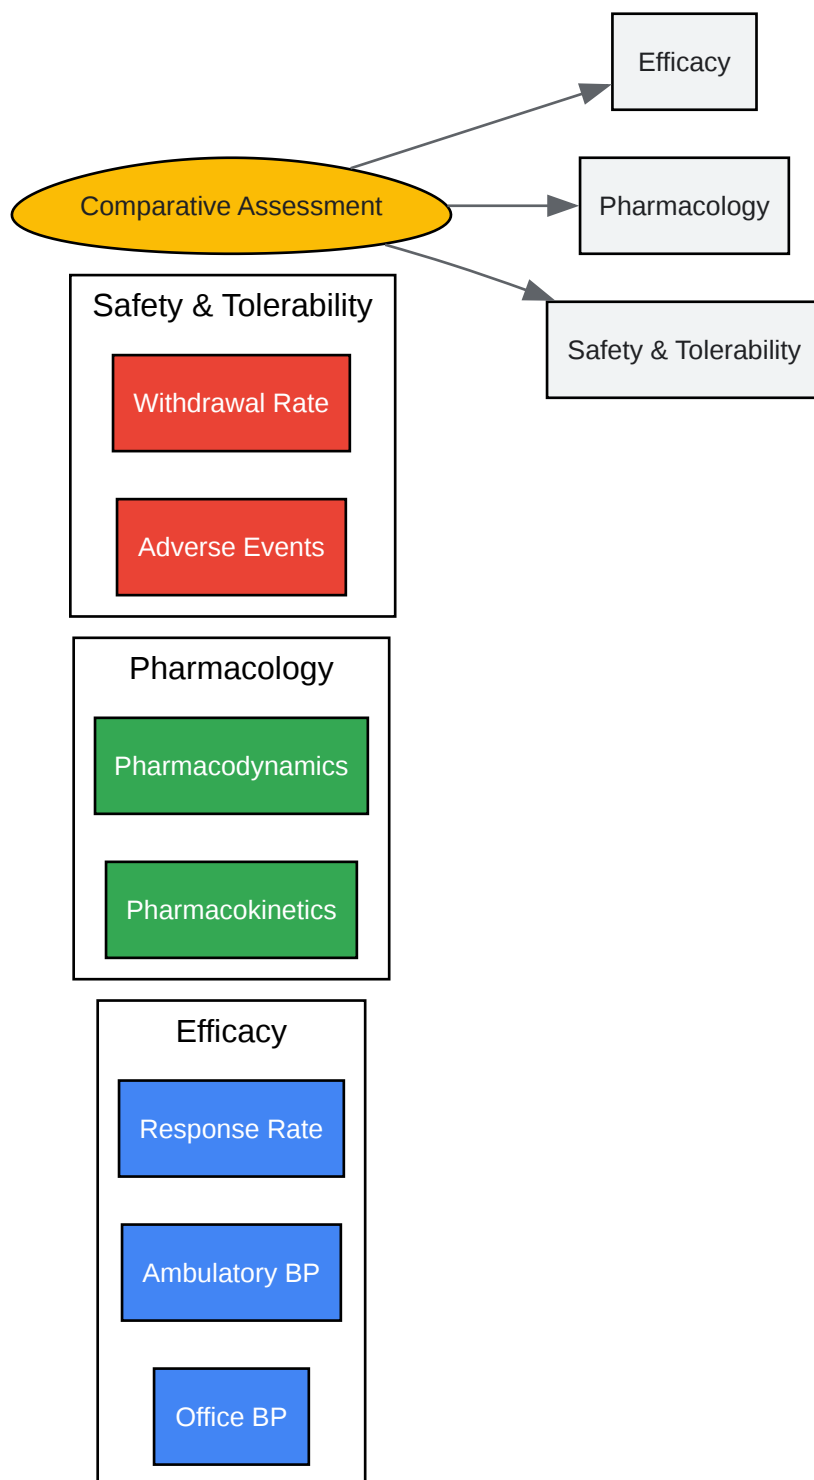 Efficacy
Comparative Assessment
Pharmacology
Safety & Tolerability
Safety & Tolerability
Withdrawal Rate
Adverse Events
Pharmacology
Pharmacodynamics
Pharmacokinetics
Efficacy
Response Rate
Ambulatory BP
Office BP